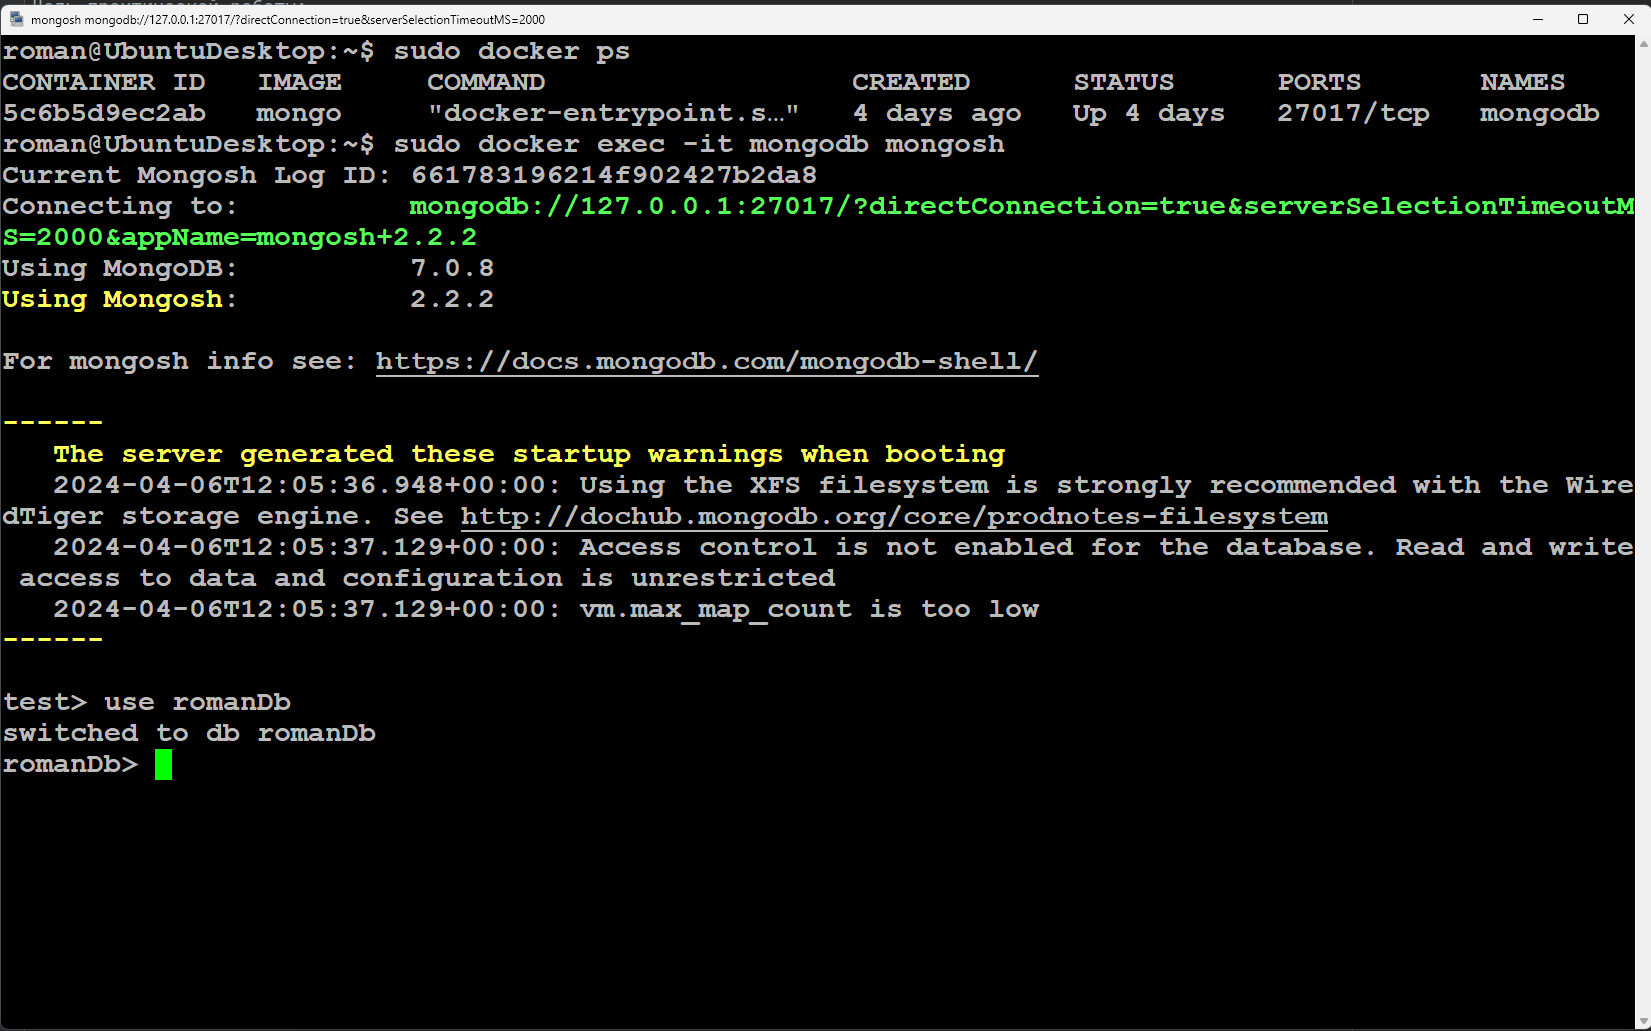 Цель практической работы:
mongosh mongodb://127.0.0.1:27017/?directConnection=true&serverSelectionTimeoutMS=2000
roman@UbuntuDesktop:~$ sudo docker ps
CONTAINER ID   IMAGE     COMMAND                  CREATED      STATUS      PORTS       NAMES
5c6b5d9ec2ab   mongo     "docker-entrypoint.s…"   4 days ago   Up 4 days   27017/tcp   mongodb
roman@UbuntuDesktop:~$ sudo docker exec -it mongodb mongosh
Current Mongosh Log ID: 661783196214f902427b2da8
Connecting to:          mongodb://127.0.0.1:27017/?directConnection=true&serverSelectionTimeoutM
S=2000&appName=mongosh+2.2.2
Using MongoDB:          7.0.8
Using Mongosh:          2.2.2
For mongosh info see: https://docs.mongodb.com/mongodb-shell/
------
   The server generated these startup warnings when booting
   2024-04-06T12:05:36.948+00:00: Using the XFS filesystem is strongly recommended with the Wire
dTiger storage engine. See http://dochub.mongodb.org/core/prodnotes-filesystem
   2024-04-06T12:05:37.129+00:00: Access control is not enabled for the database. Read and write
 access to data and configuration is unrestricted
   2024-04-06T12:05:37.129+00:00: vm.max_map_count is too low
------
test> use romanDb
switched to db romanDb
romanDb>